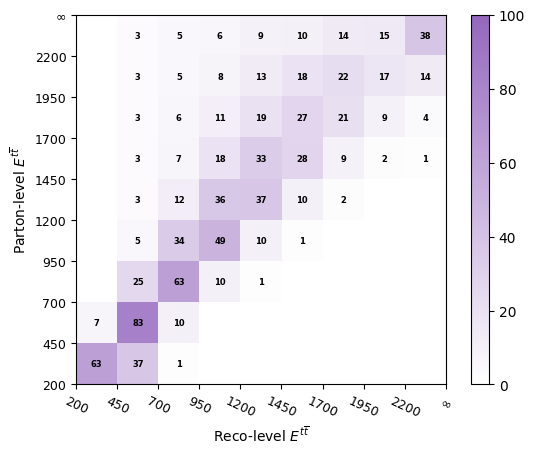 ∞
3 5 6 9 10 14 15 38
2200
3 5 8 13 18 22 17 14
1950
3 6 11 19 27 21 9 4
1700
3 7 18 33 28 9 2 1
1450
3 12 36 37 10 2
1200
5 34 49 10 1
950
25 63 10 1
700
7 83 10
450
63 37 1
200
200 450 700 950 1200 1450 1700 1950 2200 ∞
Reco-level E^{tt̅}
Parton-level E^{tt̅}
100
80
60
40
20
0